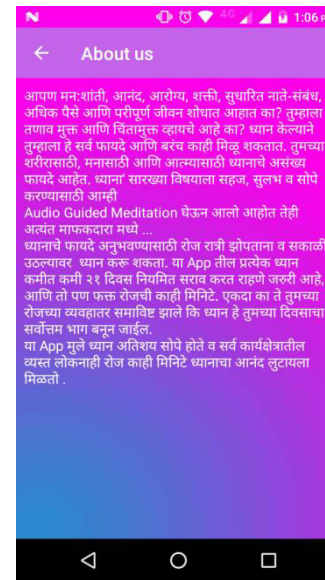 4G 1:06 P
About us
आपण मन:शांती, आनंद, आरोग्य, शक्ती, सुधारित नाते-संबंध,
अधिक पैसे आणि परीपूर्ण जीवन शोधात आहात का? तुम्हाला
तणाव मुक्त आणि चिंतामुक्त व्हायचे आहे का? ध्यान केल्याने
तुम्हाला हे सर्व फायदे आणि बरंच काही मिळू शकतात. तुमच्या
शरीरासाठी, मनासाठी आणि आत्म्यासाठी ध्यानाचे असंख्य
फायदे आहेत. ध्याना' सारख्या विषयाला सहज, सुलभ व सोपे
करण्यासाठी आम्ही
Audio Guided Meditation घेऊन आलो आहोत तेही
अत्यंत माफकदारा मध्ये ...
ध्यानाचे फायदे अनुभवण्यासाठी रोज रात्री झोपताना व सकाळी
उठल्यावर ध्यान करू शकता. या App तील प्रत्येक ध्यान
कमीत कमी २१ दिवस नियमित सराव करत राहणे जरुरी आहे,
आणि तो पण फक्त रोजची काही मिनिटे. एकदा का ते तुमच्या
रोजच्या व्यवहातर समाविष्ट झाले कि ध्यान हे तुमच्या दिवसाचा
सर्वोत्तम भाग बनून जाईल.
या App मुले ध्यान अतिशय सोपे होते व सर्व कार्यक्षेत्रातील
व्यस्त लोकनाही रोज काही मिनिटे ध्यानाचा आनंद लुटायला
मिळतो .